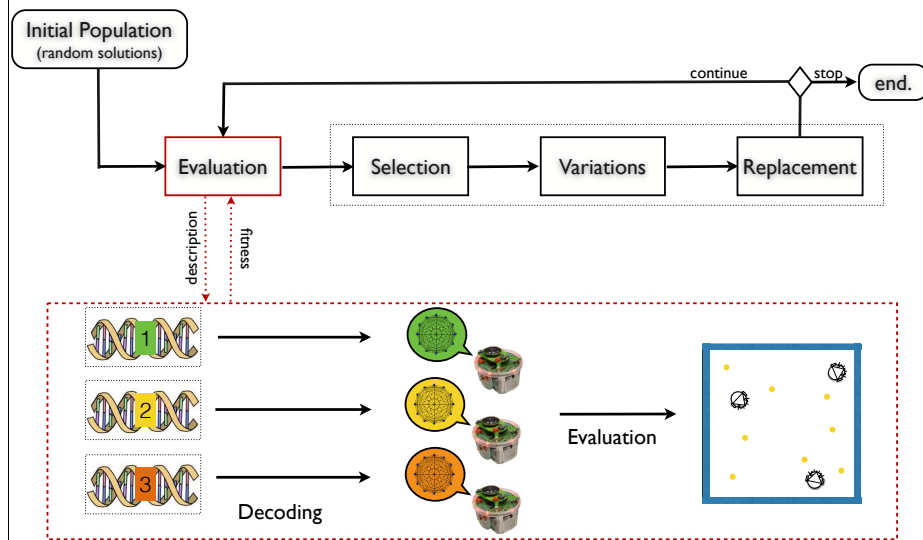 Initial Population
(random solutions)
continue
stop
end.
Evaluation
Selection
Variations
Replacement
description
fitness
1
2
Evaluation
3
Decoding